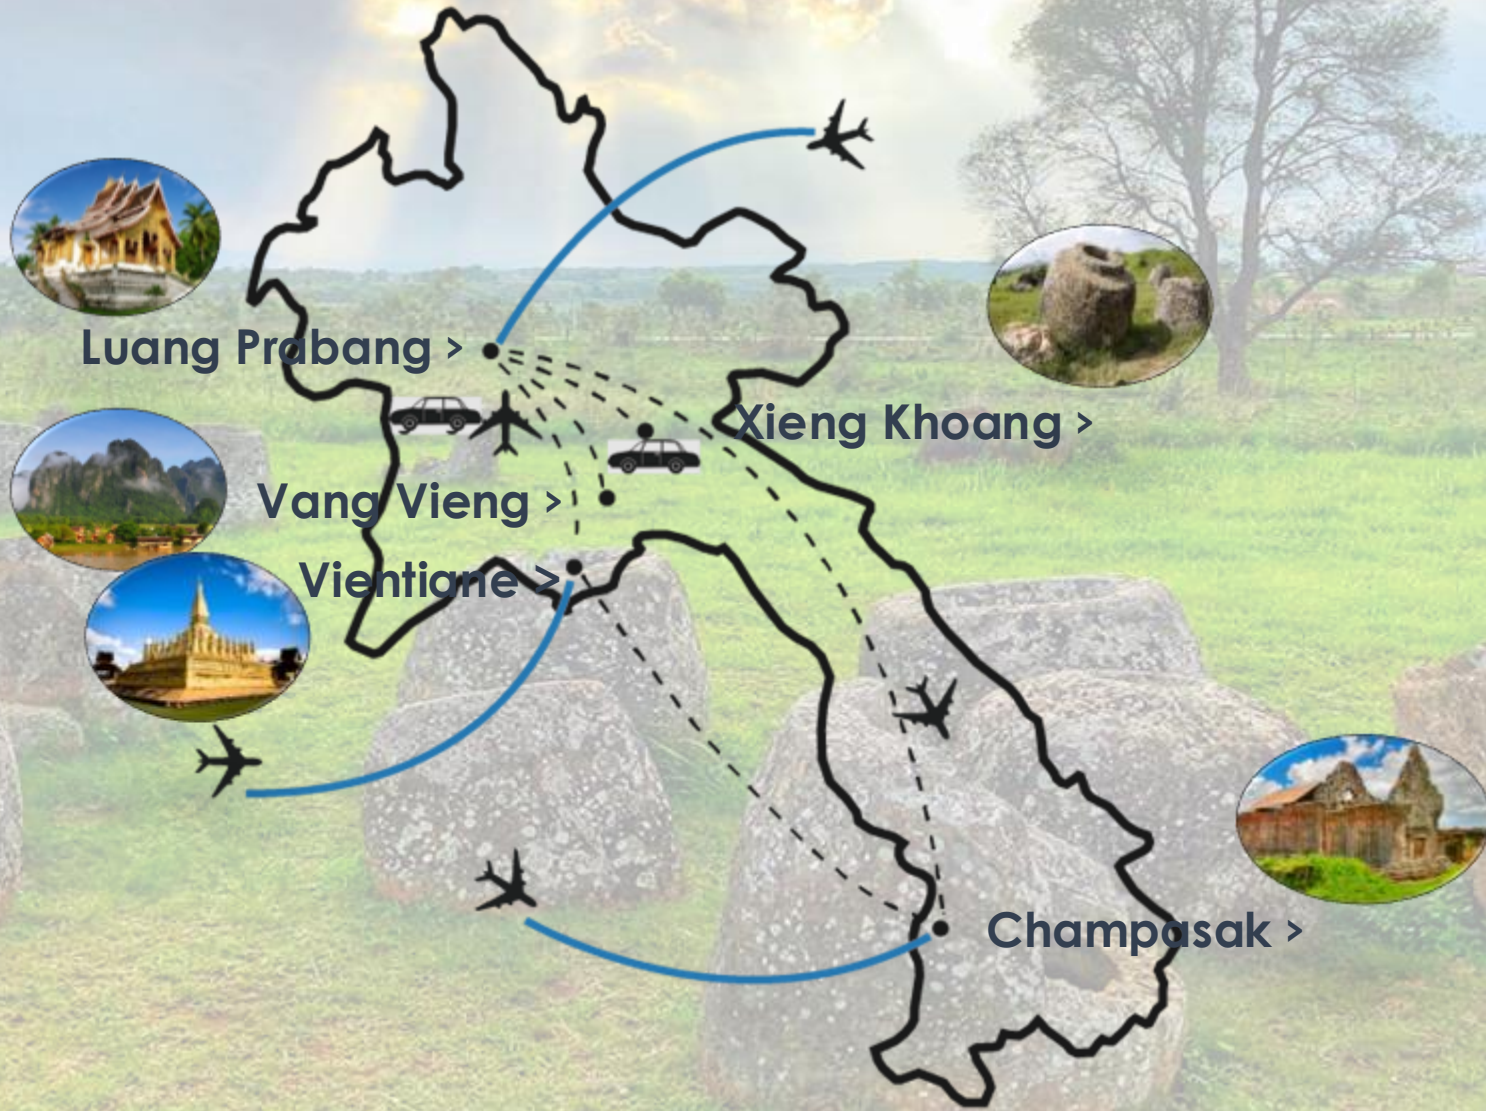 Luang Prabang >
Xieng Khoang >
Vang Vieng >
Vientiane >
Champasak >